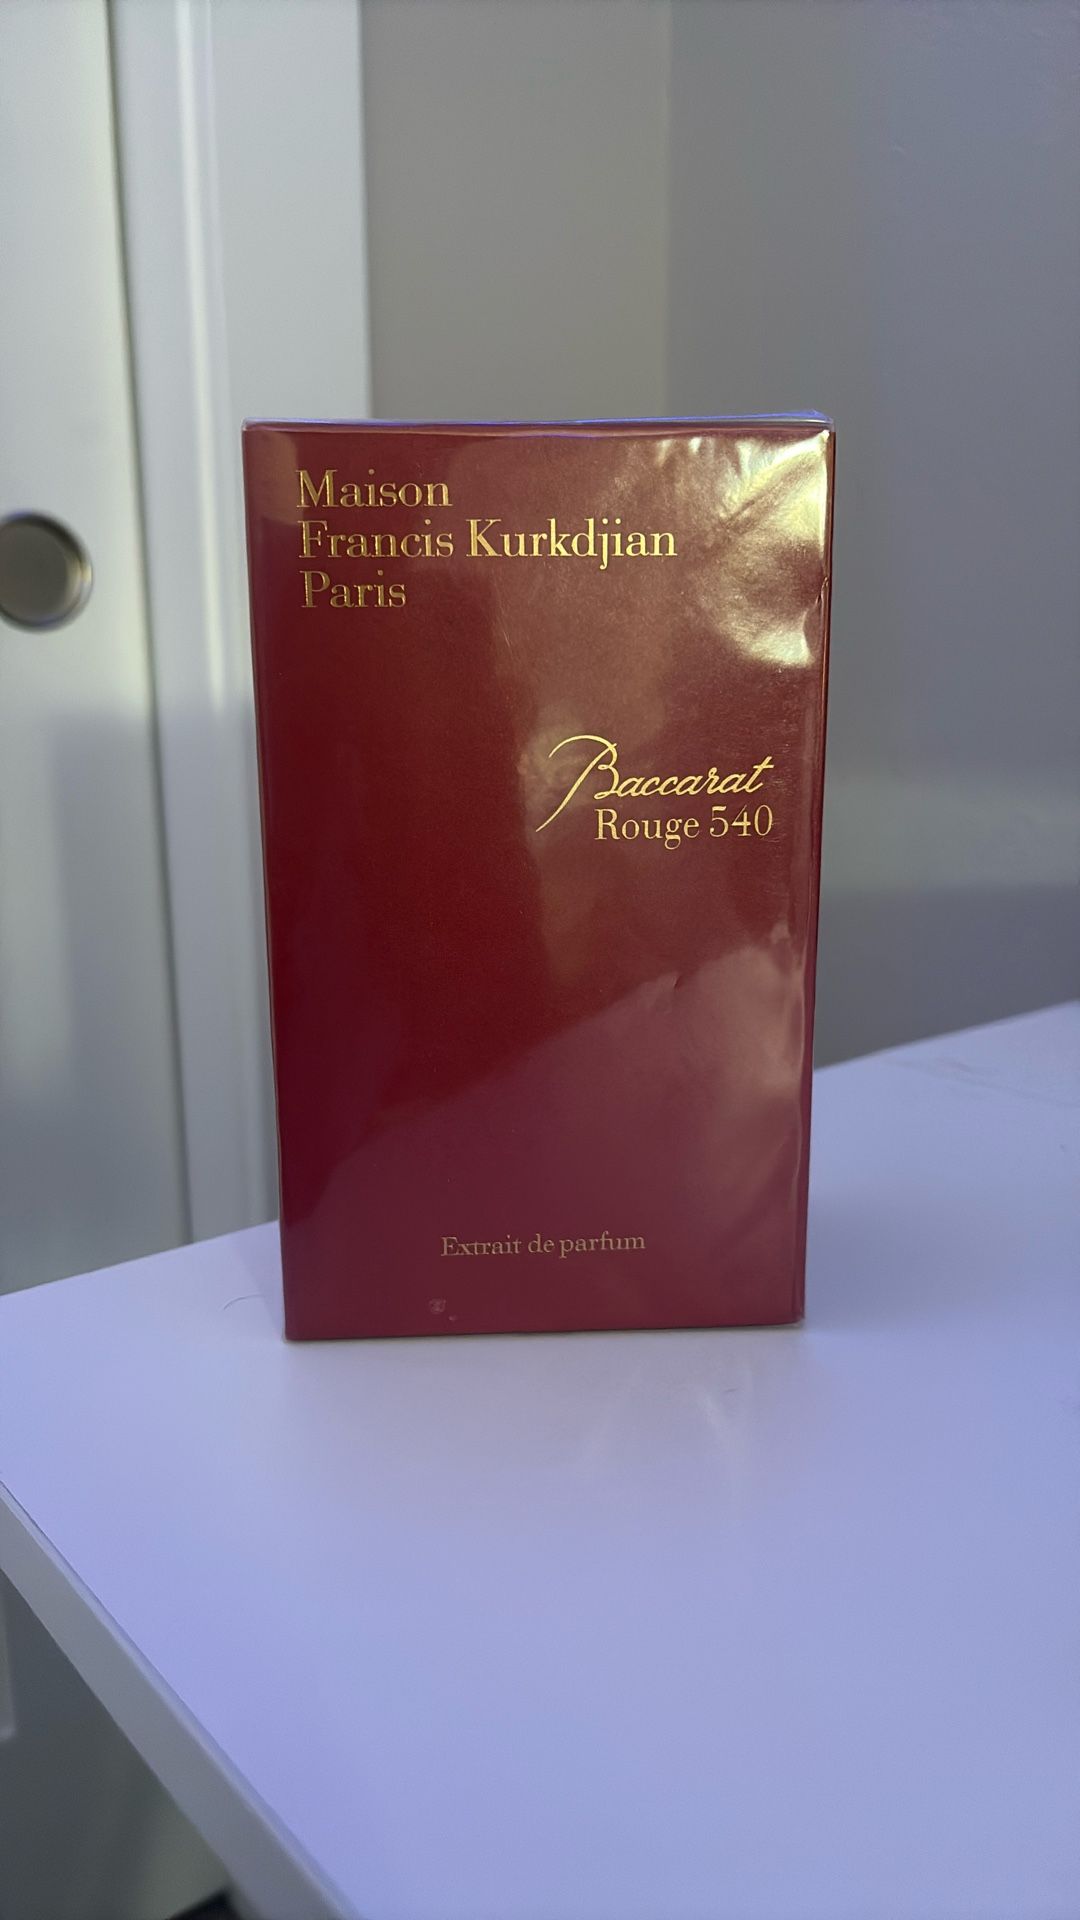 Maison
Francis Kurkdjian
Paris
Baccarat
Rouge 540
Extrait de parfum